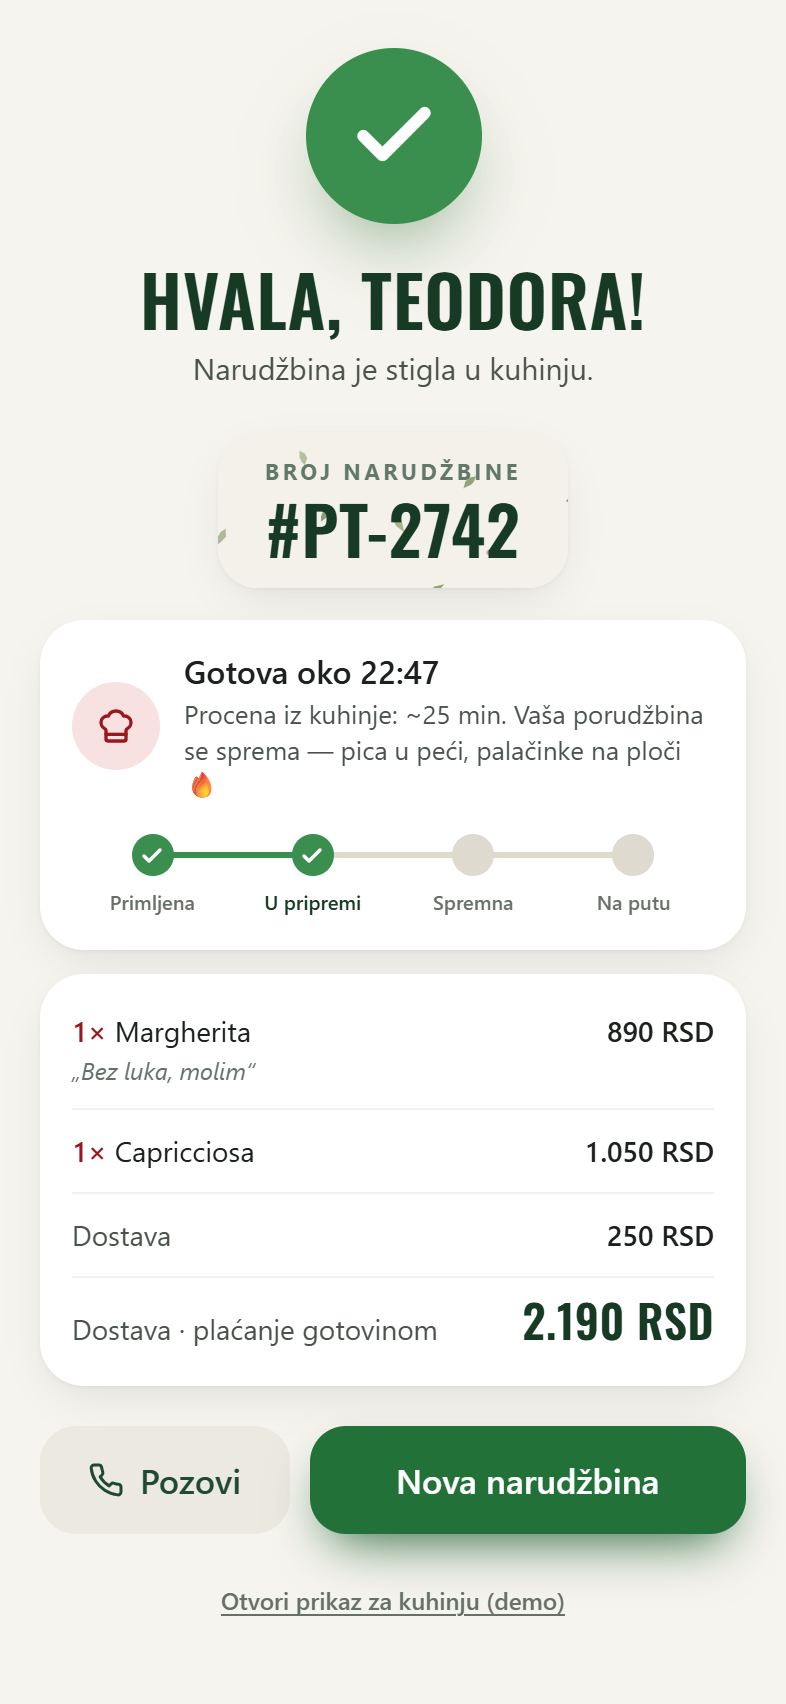 HVALA, TEODORA!
Narudžbina je stigla u kuhinju.
BROJ NARUDŽBINE
#PT-2742
Gotova oko 22:47
Procena iz kuhinje: ~25 min. Vaša porudžbina
se sprema — pica u peći, palačinke na ploči
🔥
Primljena U pripremi Spremna Na putu
1× Margherita 890 RSD
„Bez luka, molim“
1× Capricciosa 1.050 RSD
Dostava 250 RSD
Dostava · plaćanje gotovinom 2.190 RSD
Pozovi Nova narudžbina
Otvori prikaz za kuhinju (demo)